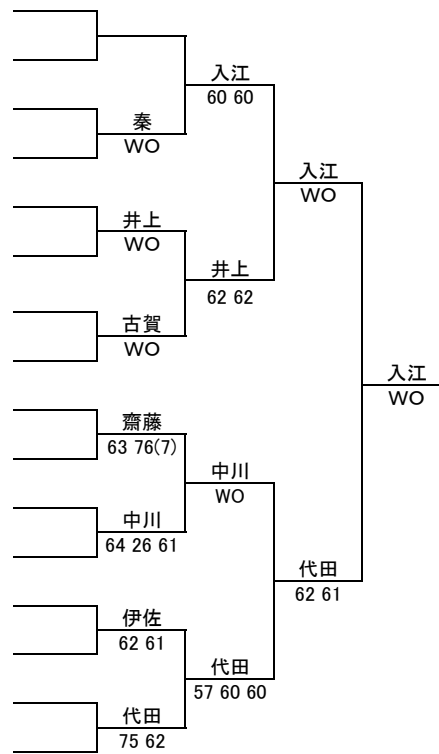 入江
60 60
秦
WO
入江
WO
井上
WO
井上
62 62
古賀
WO
入江
WO
齋藤
63 76(7)
中川
WO
中川
64 26 61
代田
62 61
伊佐
62 61
代田
57 60 60
代田
75 62